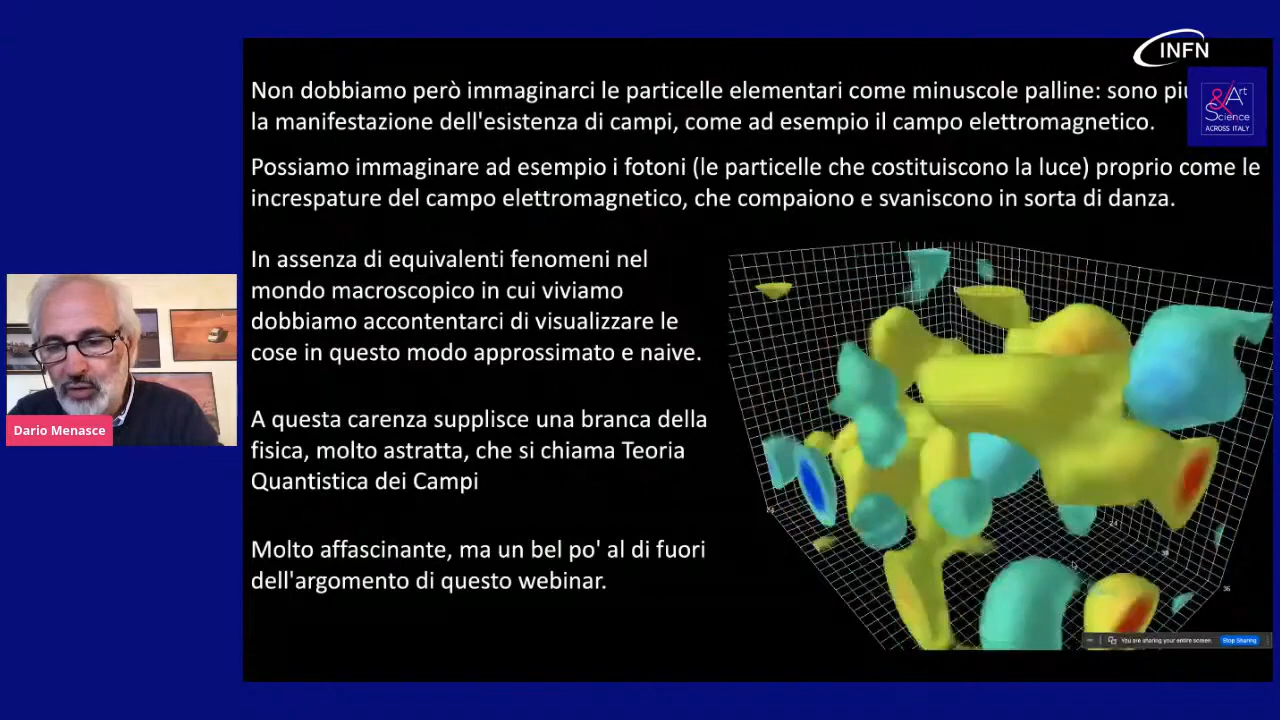 INFN
Art
&
Science
ACROSS ITALY
Non dobbiamo però immaginarci le particelle elementari come minuscole palline: sono più
la manifestazione dell'esistenza di campi, come ad esempio il campo elettromagnetico.
Possiamo immaginare ad esempio i fotoni (le particelle che costituiscono la luce) proprio come le
increspature del campo elettromagnetico, che compaiono e svaniscono in sorta di danza.
In assenza di equivalenti fenomeni nel
mondo macroscopico in cui viviamo
dobbiamo accontentarci di visualizzare le
cose in questo modo approssimato e naive.
A questa carenza supplisce una branca della
fisica, molto astratta, che si chiama Teoria
Quantistica dei Campi
Molto affascinante, ma un bel po' al di fuori
dell'argomento di questo webinar.
Dario Menasce
24
36
You are sharing your entire screen.
Stop Sharing